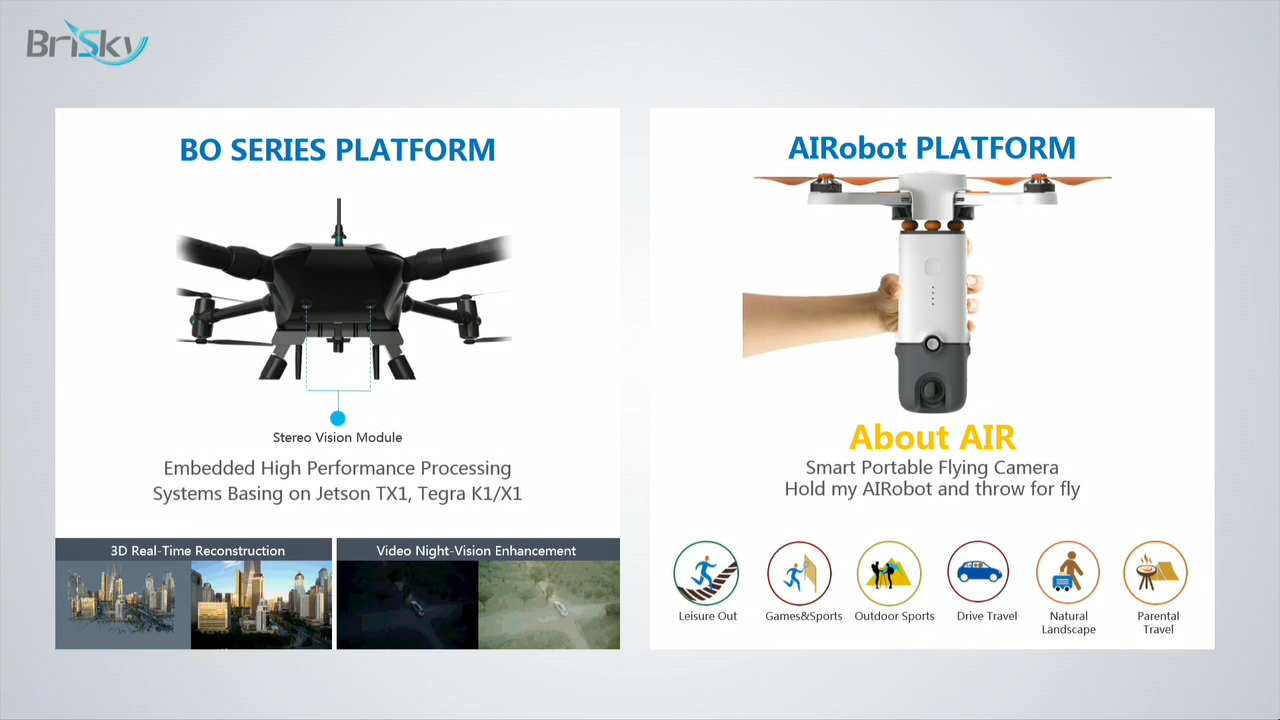 BriSky
BO SERIES PLATFORM
Stereo Vision Module
Embedded High Performance Processing
Systems Basing on Jetson TX1, Tegra K1/X1
3D Real-Time Reconstruction
Video Night-Vision Enhancement
AIRobot PLATFORM
About AIR
Smart Portable Flying Camera
Hold my AIRobot and throw for fly
Leisure Out
Games&Sports
Outdoor Sports
Drive Travel
Natural
Landscape
Parental
Travel